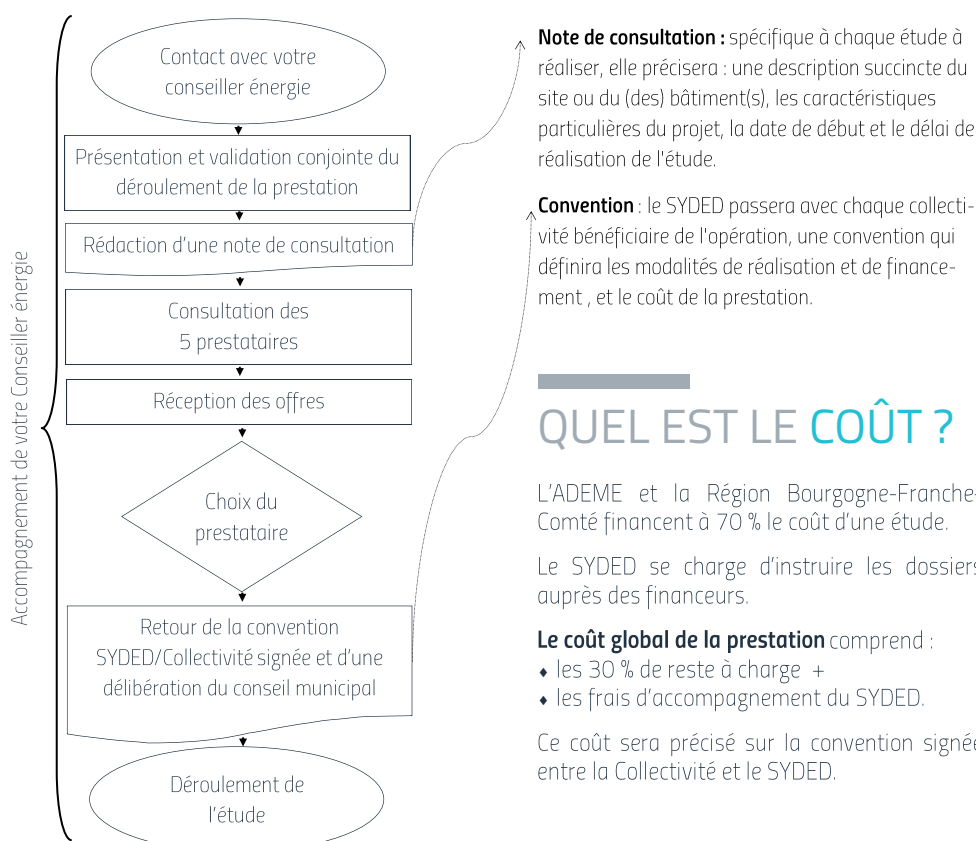 Accompagnement de votre Conseiller énergie
Contact avec votre
conseiller énergie
Présentation et validation conjointe du
déroulement de la prestation
Rédaction d'une note de consultation
Consultation des
5 prestataires
Réception des offres
Choix du
prestataire
Retour de la convention
SYDED/Collectivité signée et d'une
délibération du conseil municipal
Déroulement de
l'étude
Note de consultation : spécifique à chaque étude à
réaliser, elle précisera : une description succincte du
site ou du (des) bâtiment(s), les caractéristiques
particulières du projet, la date de début et le délai de
réalisation de l'étude.
Convention : le SYDED passera avec chaque collecti-
vité bénéficiaire de l'opération, une convention qui
définira les modalités de réalisation et de finance-
ment , et le coût de la prestation.
QUEL EST LE COÛT ?
L'ADEME et la Région Bourgogne-Franche-
Comté financent à 70 % le coût d'une étude.
Le SYDED se charge d'instruire les dossiers
auprès des financeurs.
Le coût global de la prestation comprend :
♦ les 30 % de reste à charge +
♦ les frais d'accompagnement du SYDED.
Ce coût sera précisé sur la convention signée
entre la Collectivité et le SYDED.